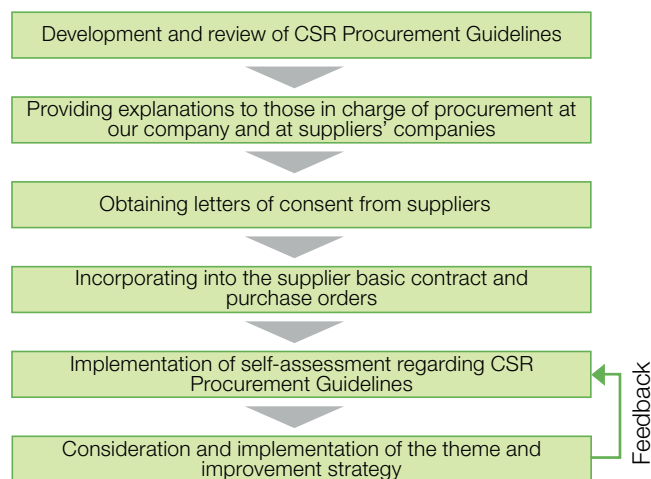 Development and review of CSR Procurement Guidelines
Providing explanations to those in charge of procurement at
our company and at suppliers’ companies
Obtaining letters of consent from suppliers
Incorporating into the supplier basic contract and
purchase orders
Implementation of self-assessment regarding CSR
Procurement Guidelines
Feedback
Consideration and implementation of the theme and
improvement strategy